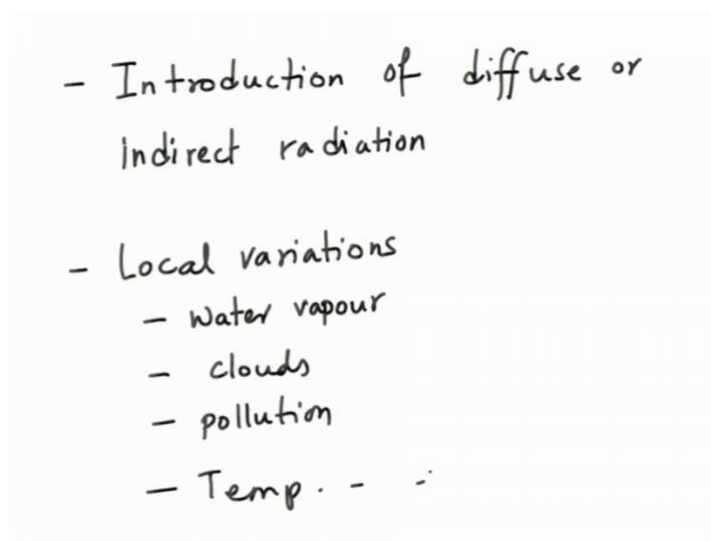 - Introduction of diffuse or
indirect radiation
- Local variations
- Water vapour
- clouds
- pollution
- Temp. - -